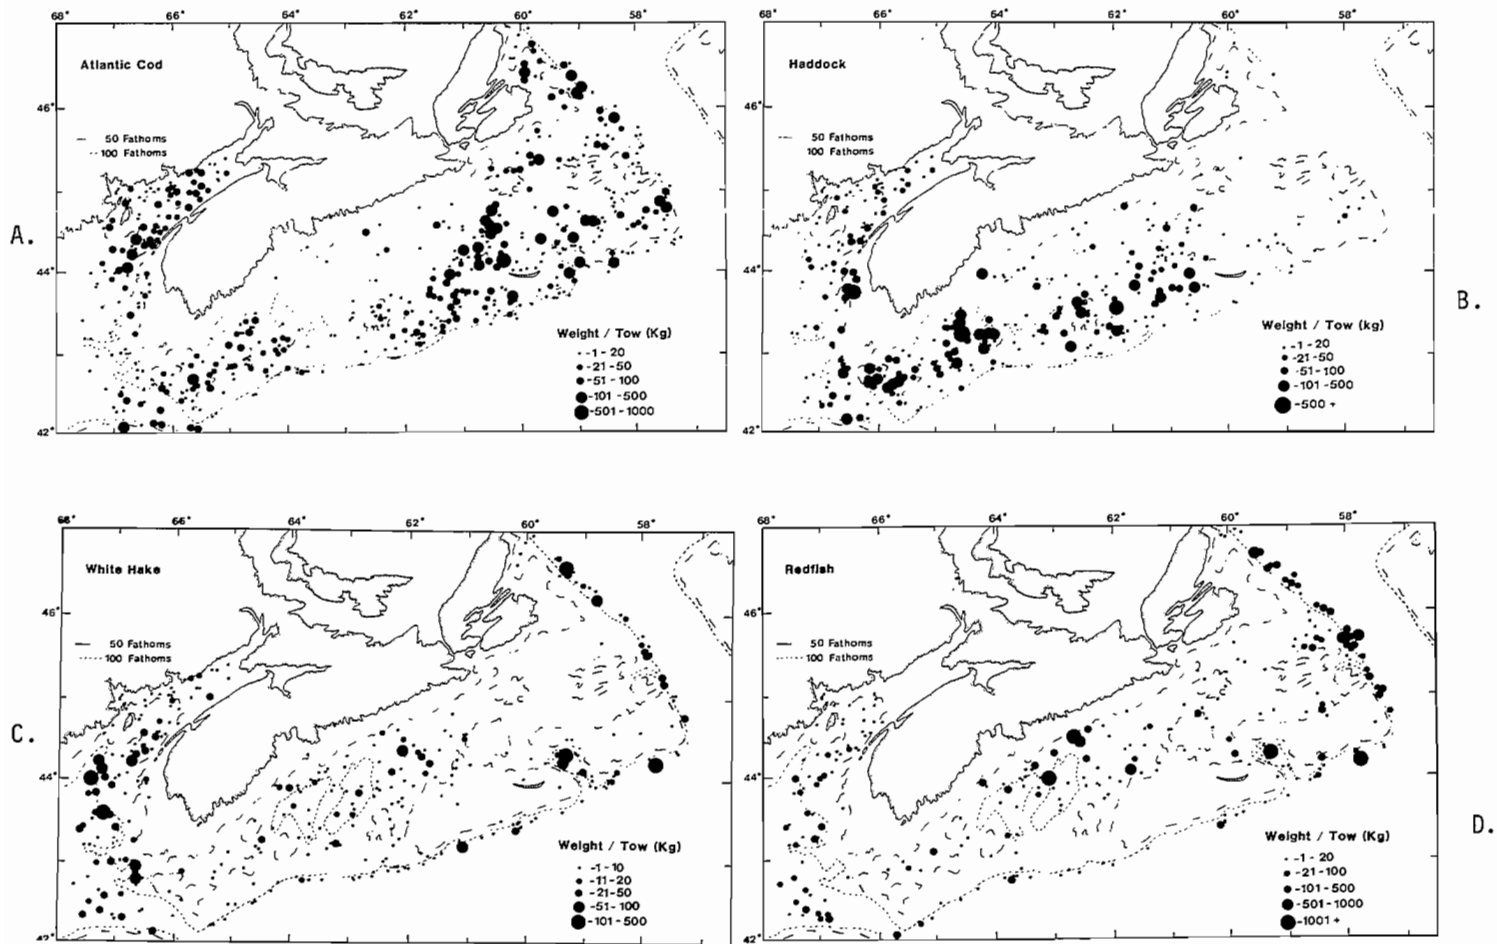 68° 66° 64° 62° 60° 58°
Atlantic Cod
46°
— 50 Fathoms
--- 100 Fathoms
A.
44°
Weight / Tow (Kg)
·-1 - 20
•-21 - 50
•-51 - 100
•-101 - 500
•-501 - 1000
42°
68° 66° 64° 62° 60° 58°
Haddock
46°
— 50 Fathoms
100 Fathoms
44°
B.
Weight / Tow (kg)
·-1 - 20
•-21 - 50
•-51 - 100
•-101 - 500
•-500 +
42°
66° 66° 64° 62° 60° 58°
White Hake
46°
— 50 Fathoms
----- 100 Fathoms
C.
44°
Weight / Tow (Kg)
·-1 - 10
•-11 - 20
•-21 - 50
•-51 - 100
•-101 - 500
42°
68° 66° 64° 62° 60° 58°
Redfish
46°
— 50 Fathoms
----- 100 Fathoms
44°
D.
Weight / Tow (Kg)
·-1 - 20
•-21 - 100
•-101 - 500
•-501 - 1000
•-1001 +
42°